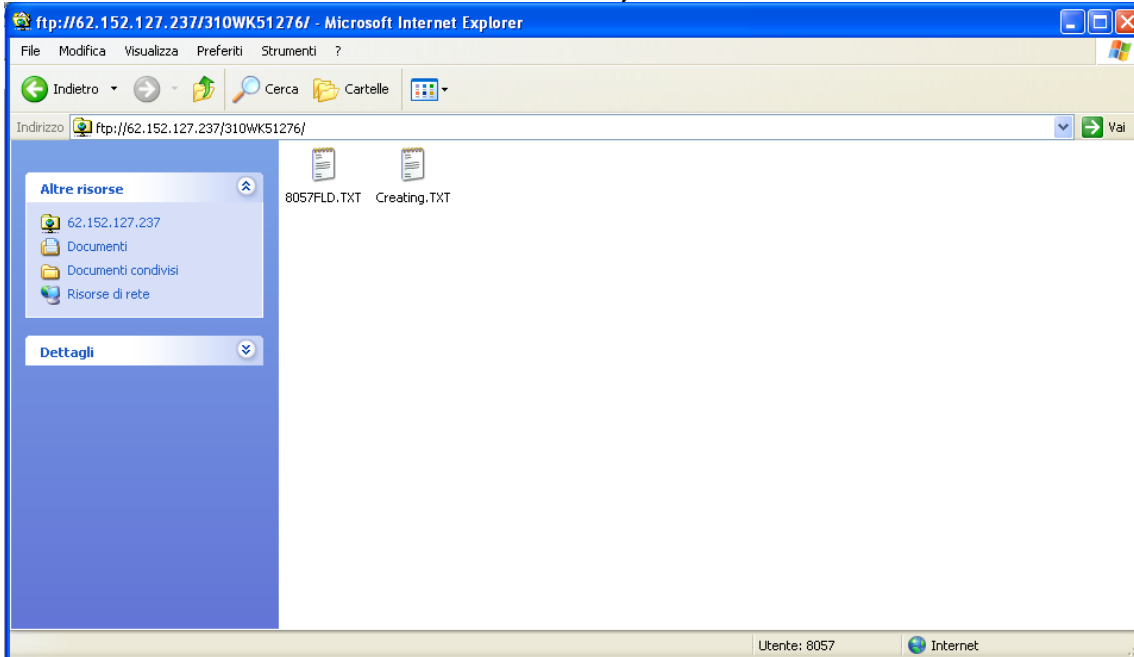 ftp://62.152.127.237/310WK51276/ - Microsoft Internet Explorer
File Modifica Visualizza Preferiti Strumenti ?
Indietro Cerca Cartelle
Indirizzo ftp://62.152.127.237/310WK51276/ Vai
Altre risorse
62.152.127.237
Documenti
Documenti condivisi
Risorse di rete
Dettagli
8057FLD.TXT Creating.TXT
Utente: 8057 Internet